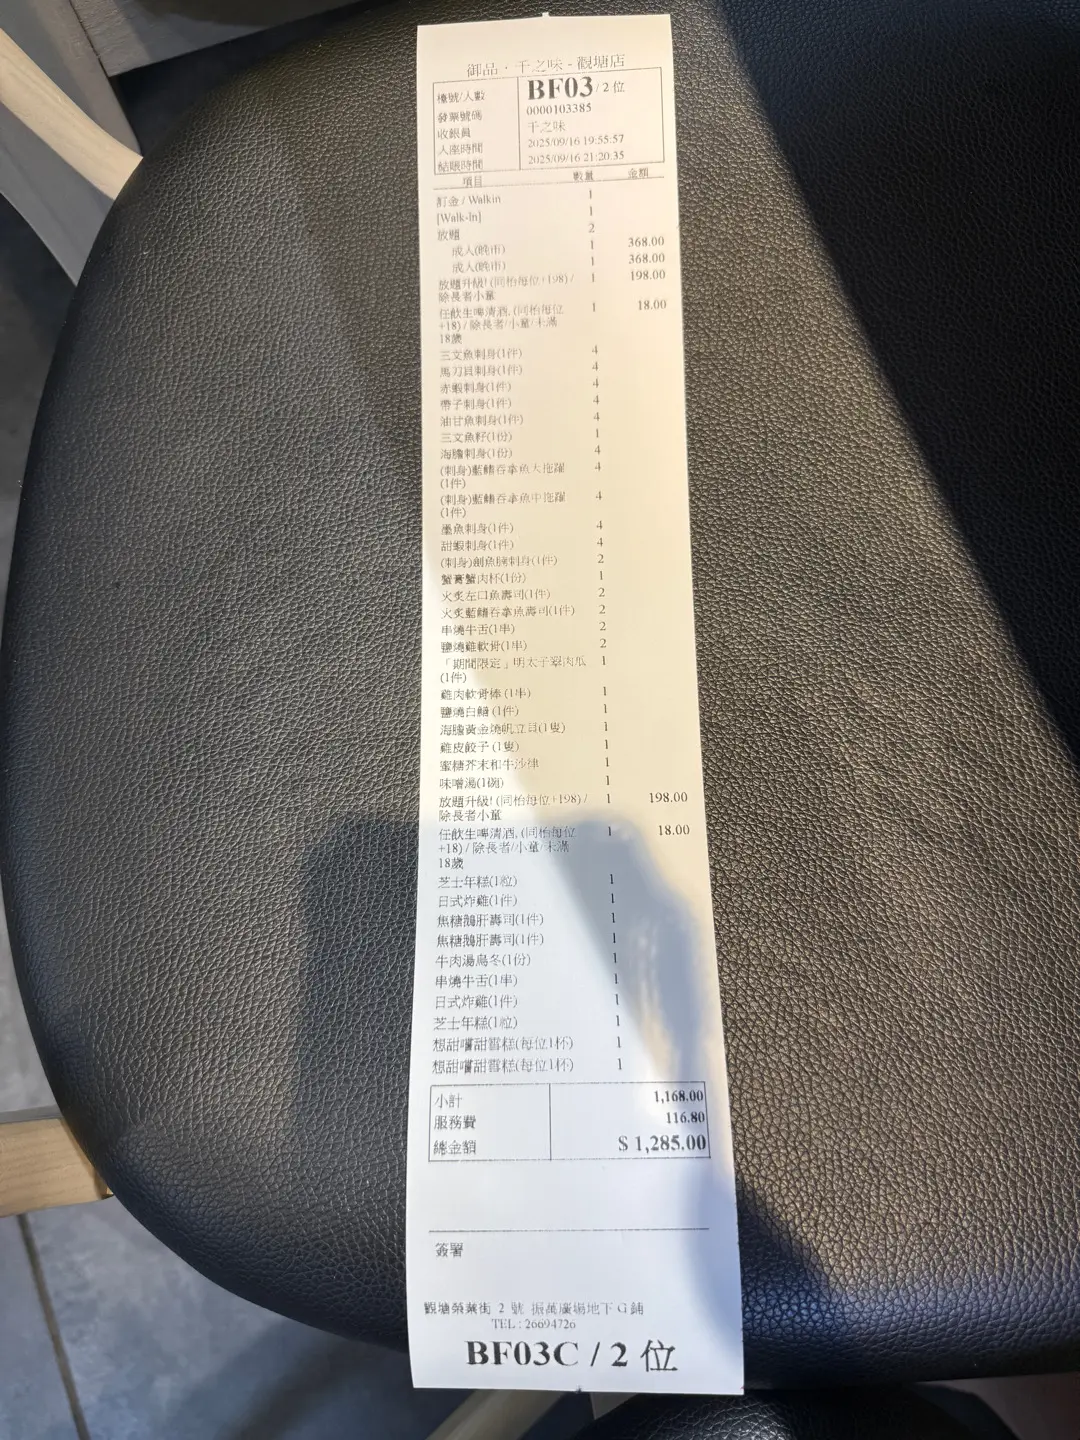 御品·千之味 - 觀塘店
檯號/人數 BF03 / 2 位
發票號碼 0000103385
收銀員 千之味
入座時間 2025/09/16 19:55:57
結賬時間 2025/09/16 21:20:35
項目 數量 金額
訂金 / Walkin 1
[Walk-In] 1
放題 2
成人(晚市) 1 368.00
成人(晚市) 1 368.00
放題升級! (同枱每位+198) / 1 198.00
除長者小童
任飲生啤清酒, (同枱每位 1 18.00
+18) / 除長者/小童/未滿
18歲
三文魚刺身(1件) 4
馬刀貝刺身(1件) 4
赤蝦刺身(1件) 4
帶子刺身(1件) 4
油甘魚刺身(1件) 4
三文魚籽(1份) 1
海膽刺身(1份) 4
(刺身)藍鰭吞拿魚大拖羅 4
(1件)
(刺身)藍鰭吞拿魚中拖羅 4
(1件)
墨魚刺身(1件) 4
甜蝦刺身(1件) 4
(刺身)劍魚腩刺身(1件) 2
蟹膏蟹肉杯(1份) 1
火炙左口魚壽司(1件) 2
火炙藍鰭吞拿魚壽司(1件) 2
串燒牛舌(1串) 2
鹽燒雞軟骨(1串) 2
「期間限定」明太子翠肉瓜 1
(1件)
雞肉軟骨棒 (1串) 1
鹽燒白鱔 (1件) 1
海膽黃金燒帆立貝(1隻) 1
雞皮餃子 (1隻) 1
蜜糖芥末和牛沙律 1
味噌湯(1碗) 1
放題升級! (同枱每位+198) / 1 198.00
除長者小童
任飲生啤清酒, (同枱每位 1 18.00
+18) / 除長者/小童/未滿
18歲
芝士年糕(1粒) 1
日式炸雞(1件) 1
焦糖鵝肝壽司(1件) 1
焦糖鵝肝壽司(1件) 1
牛肉湯烏冬(1份) 1
串燒牛舌(1串) 1
日式炸雞(1件) 1
芝士年糕(1粒) 1
想甜嚐甜雪糕(每位1杯) 1
想甜嚐甜雪糕(每位1杯) 1
小計 1,168.00
服務費 116.80
總金額 $ 1,285.00
簽署
觀塘榮業街 2 號 振萬廣場地下 G 鋪
TEL : 26694726
BF03C / 2 位